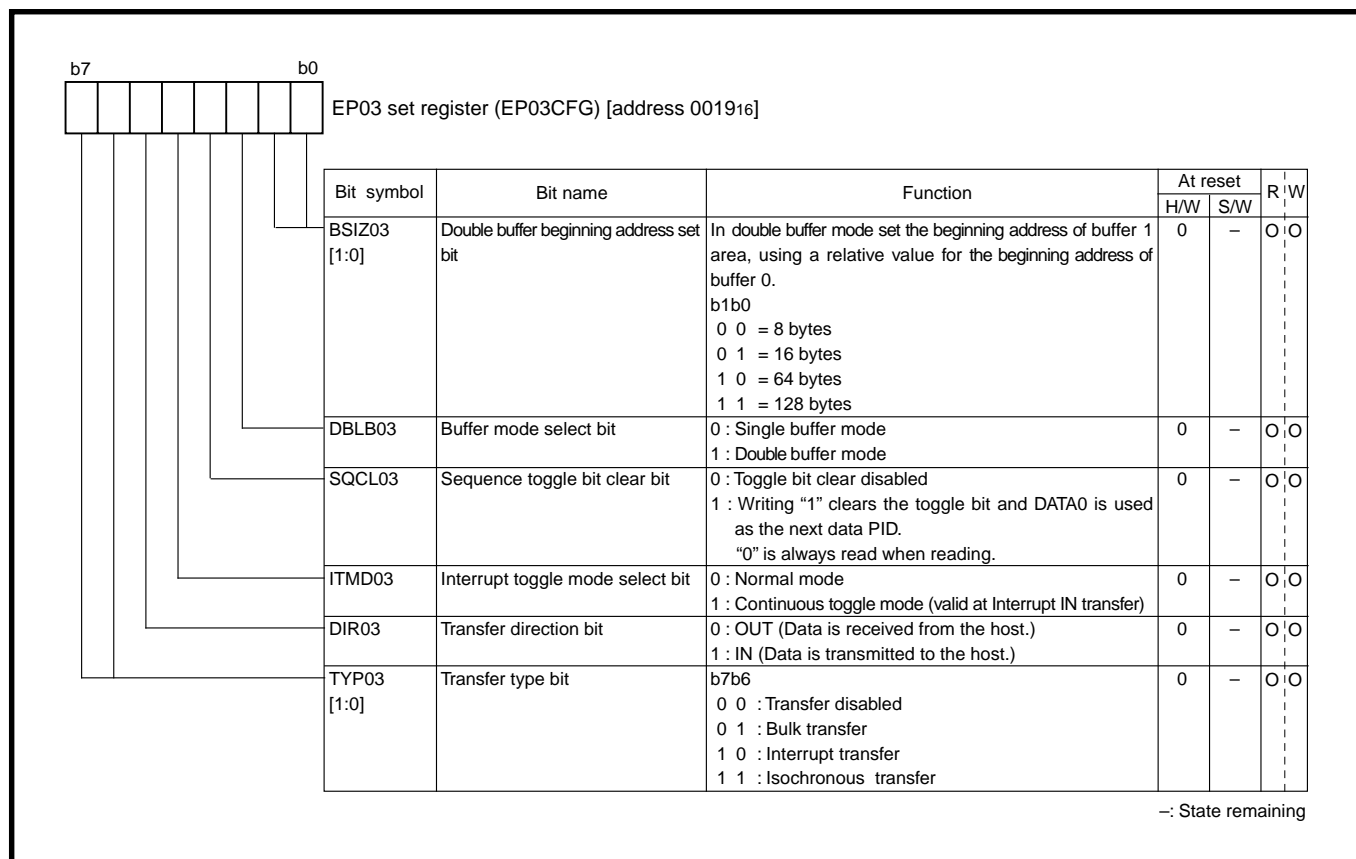 b7 b0
EP03 set register (EP03CFG) [address 001916]
Bit symbol Bit name Function At reset R W
H/W S/W
BSIZ03 Double buffer beginning address set In double buffer mode set the beginning address of buffer 1 0 – O O
[1:0] bit area, using a relative value for the beginning address of
buffer 0.
b1b0
0 0 = 8 bytes
0 1 = 16 bytes
1 0 = 64 bytes
1 1 = 128 bytes
DBLB03 Buffer mode select bit 0 : Single buffer mode 0 – O O
1 : Double buffer mode
SQCL03 Sequence toggle bit clear bit 0 : Toggle bit clear disabled 0 – O O
1 : Writing “1” clears the toggle bit and DATA0 is used
as the next data PID.
“0” is always read when reading.
ITMD03 Interrupt toggle mode select bit 0 : Normal mode 0 – O O
1 : Continuous toggle mode (valid at Interrupt IN transfer)
DIR03 Transfer direction bit 0 : OUT (Data is received from the host.) 0 – O O
1 : IN (Data is transmitted to the host.)
TYP03 Transfer type bit b7b6 0 – O O
[1:0] 0 0 : Transfer disabled
0 1 : Bulk transfer
1 0 : Interrupt transfer
1 1 : Isochronous transfer
–: State remaining